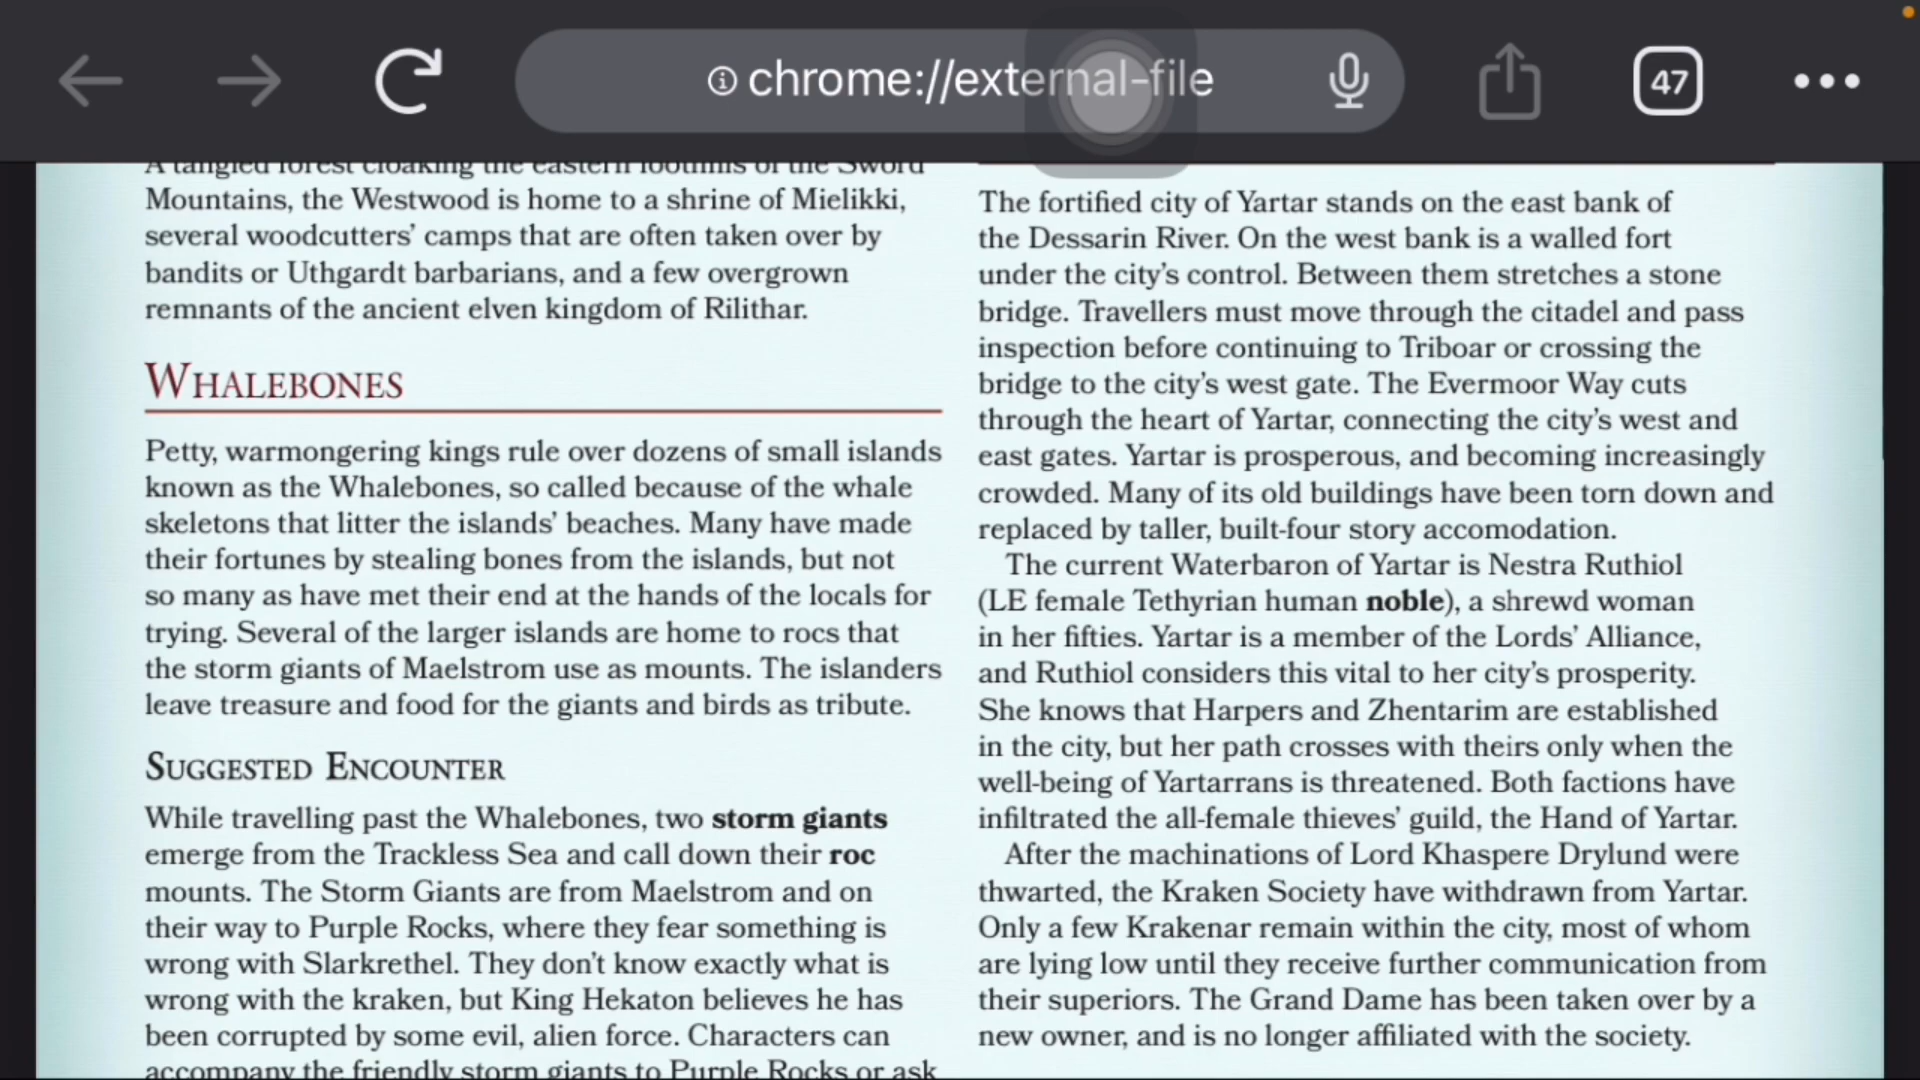 chrome://external-file
47
A tangled forest cloaking the eastern foothills of the Sword
Mountains, the Westwood is home to a shrine of Mielikki,
several woodcutters’ camps that are often taken over by
bandits or Uthgardt barbarians, and a few overgrown
remnants of the ancient elven kingdom of Rilithar.
WHALEBONES
Petty, warmongering kings rule over dozens of small islands
known as the Whalebones, so called because of the whale
skeletons that litter the islands’ beaches. Many have made
their fortunes by stealing bones from the islands, but not
so many as have met their end at the hands of the locals for
trying. Several of the larger islands are home to rocs that
the storm giants of Maelstrom use as mounts. The islanders
leave treasure and food for the giants and birds as tribute.
SUGGESTED ENCOUNTER
While travelling past the Whalebones, two storm giants
emerge from the Trackless Sea and call down their roc
mounts. The Storm Giants are from Maelstrom and on
their way to Purple Rocks, where they fear something is
wrong with Slarkrethel. They don’t know exactly what is
wrong with the kraken, but King Hekaton believes he has
been corrupted by some evil, alien force. Characters can
accompany the friendly storm giants to Purple Rocks or ask
The fortified city of Yartar stands on the east bank of
the Dessarin River. On the west bank is a walled fort
under the city’s control. Between them stretches a stone
bridge. Travellers must move through the citadel and pass
inspection before continuing to Triboar or crossing the
bridge to the city’s west gate. The Evermoor Way cuts
through the heart of Yartar, connecting the city’s west and
east gates. Yartar is prosperous, and becoming increasingly
crowded. Many of its old buildings have been torn down and
replaced by taller, built-four story accomodation.
The current Waterbaron of Yartar is Nestra Ruthiol
(LE female Tethyrian human noble), a shrewd woman
in her fifties. Yartar is a member of the Lords’ Alliance,
and Ruthiol considers this vital to her city’s prosperity.
She knows that Harpers and Zhentarim are established
in the city, but her path crosses with theirs only when the
well-being of Yartarrans is threatened. Both factions have
infiltrated the all-female thieves’ guild, the Hand of Yartar.
After the machinations of Lord Khaspere Drylund were
thwarted, the Kraken Society have withdrawn from Yartar.
Only a few Krakenar remain within the city, most of whom
are lying low until they receive further communication from
their superiors. The Grand Dame has been taken over by a
new owner, and is no longer affiliated with the society.